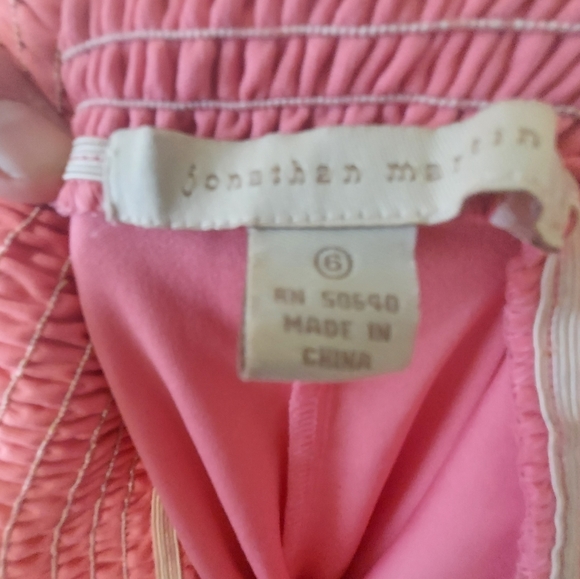 jonathan martin
6
RN 50640
MADE IN
CHINA